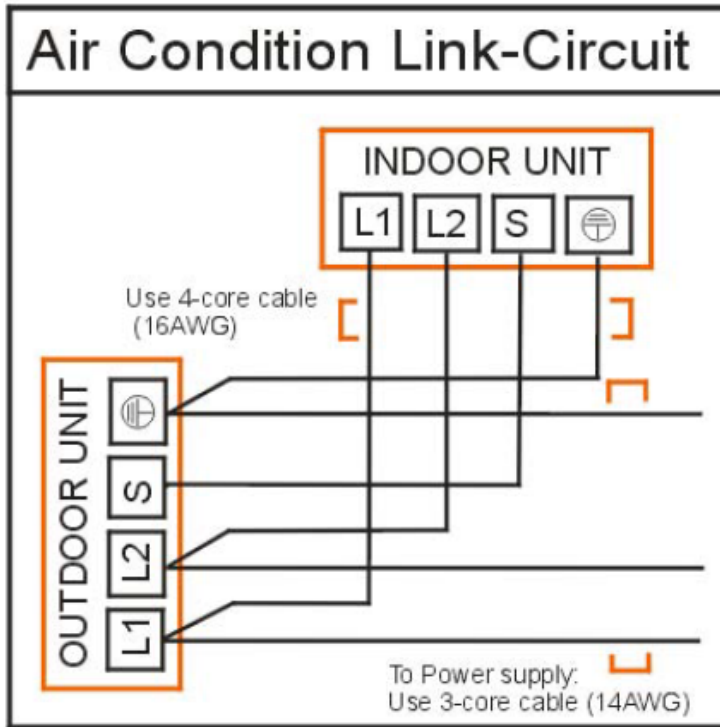 Air Condition Link-Circuit
INDOOR UNIT
L1 L2 S
Use 4-core cable
(16AWG)
OUTDOOR UNIT
S
L2
L1
To Power supply:
Use 3-core cable (14AWG)